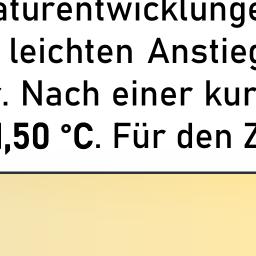 aturentwicklunge
leichten Anstieg
. Nach einer kur
1,50 °C. Für den Z